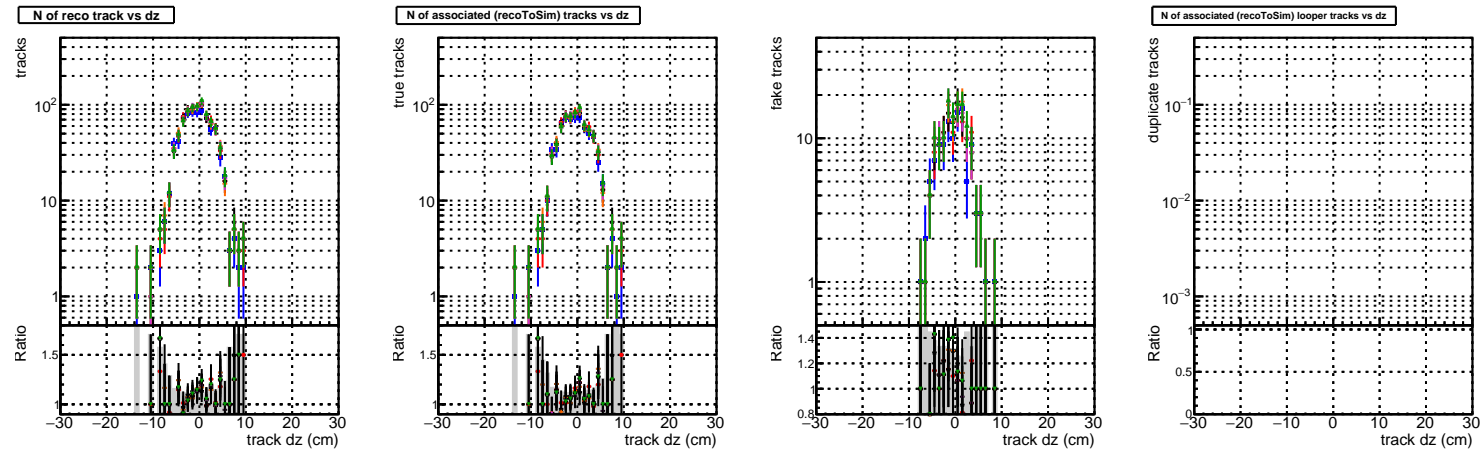 N of reco track vs dz
tracks
10²
10
1
Ratio
1.5
1
−30 −20 −10 0 10 20 30
track dz (cm)
N of associated (recoToSim) tracks vs dz
true tracks
10²
10
1
Ratio
1.5
1
−30 −20 −10 0 10 20 30
track dz (cm)
fake tracks
10
1
Ratio
1.4
1.2
1
0.8
−30 −20 −10 0 10 20 30
track dz (cm)
N of associated (recoToSim) looper tracks vs dz
duplicate tracks
10⁻¹
10⁻²
10⁻³
Ratio
1
0.5
0
−30 −20 −10 0 10 20 30
track dz (cm)